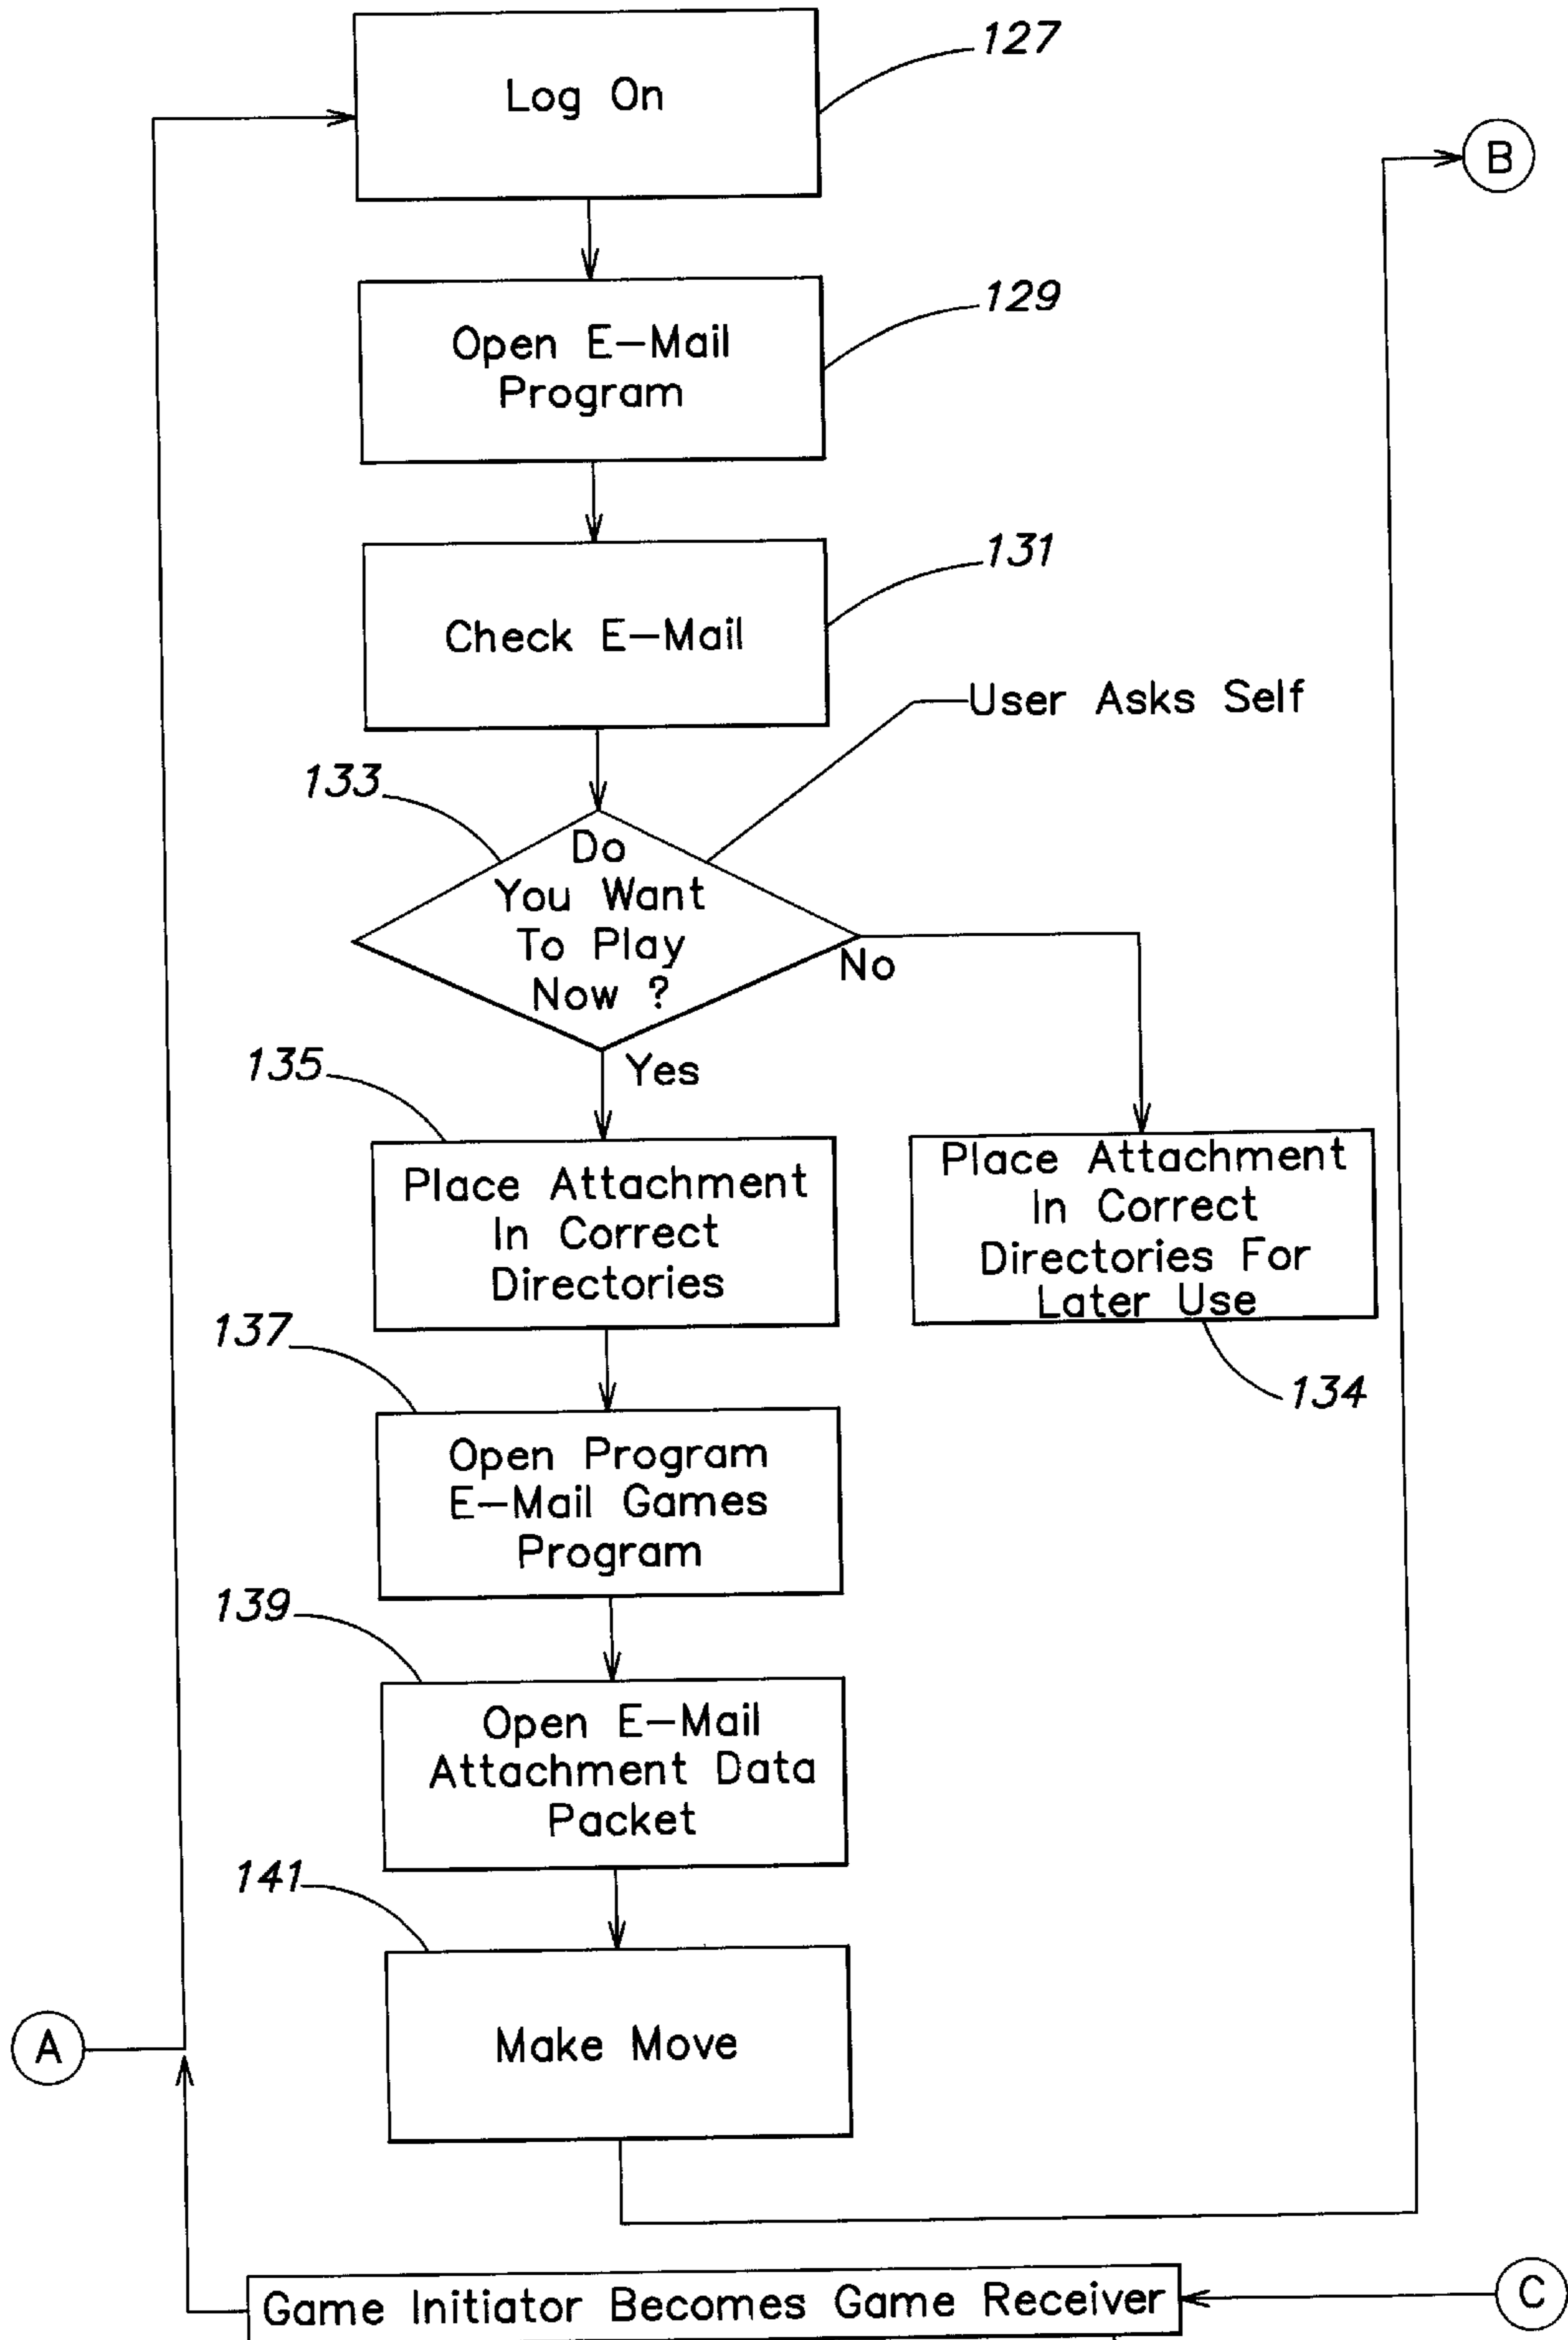 127
Log On
B
129
Open E-Mail
Program
131
Check E-Mail
User Asks Self
133
Do
You Want
To Play
Now ?
No
Yes
135
Place Attachment
In Correct
Directories
Place Attachment
In Correct
Directories For
Later Use
134
137
Open Program
E-Mail Games
Program
139
Open E-Mail
Attachment Data
Packet
141
Make Move
A
Game Initiator Becomes Game Receiver
C